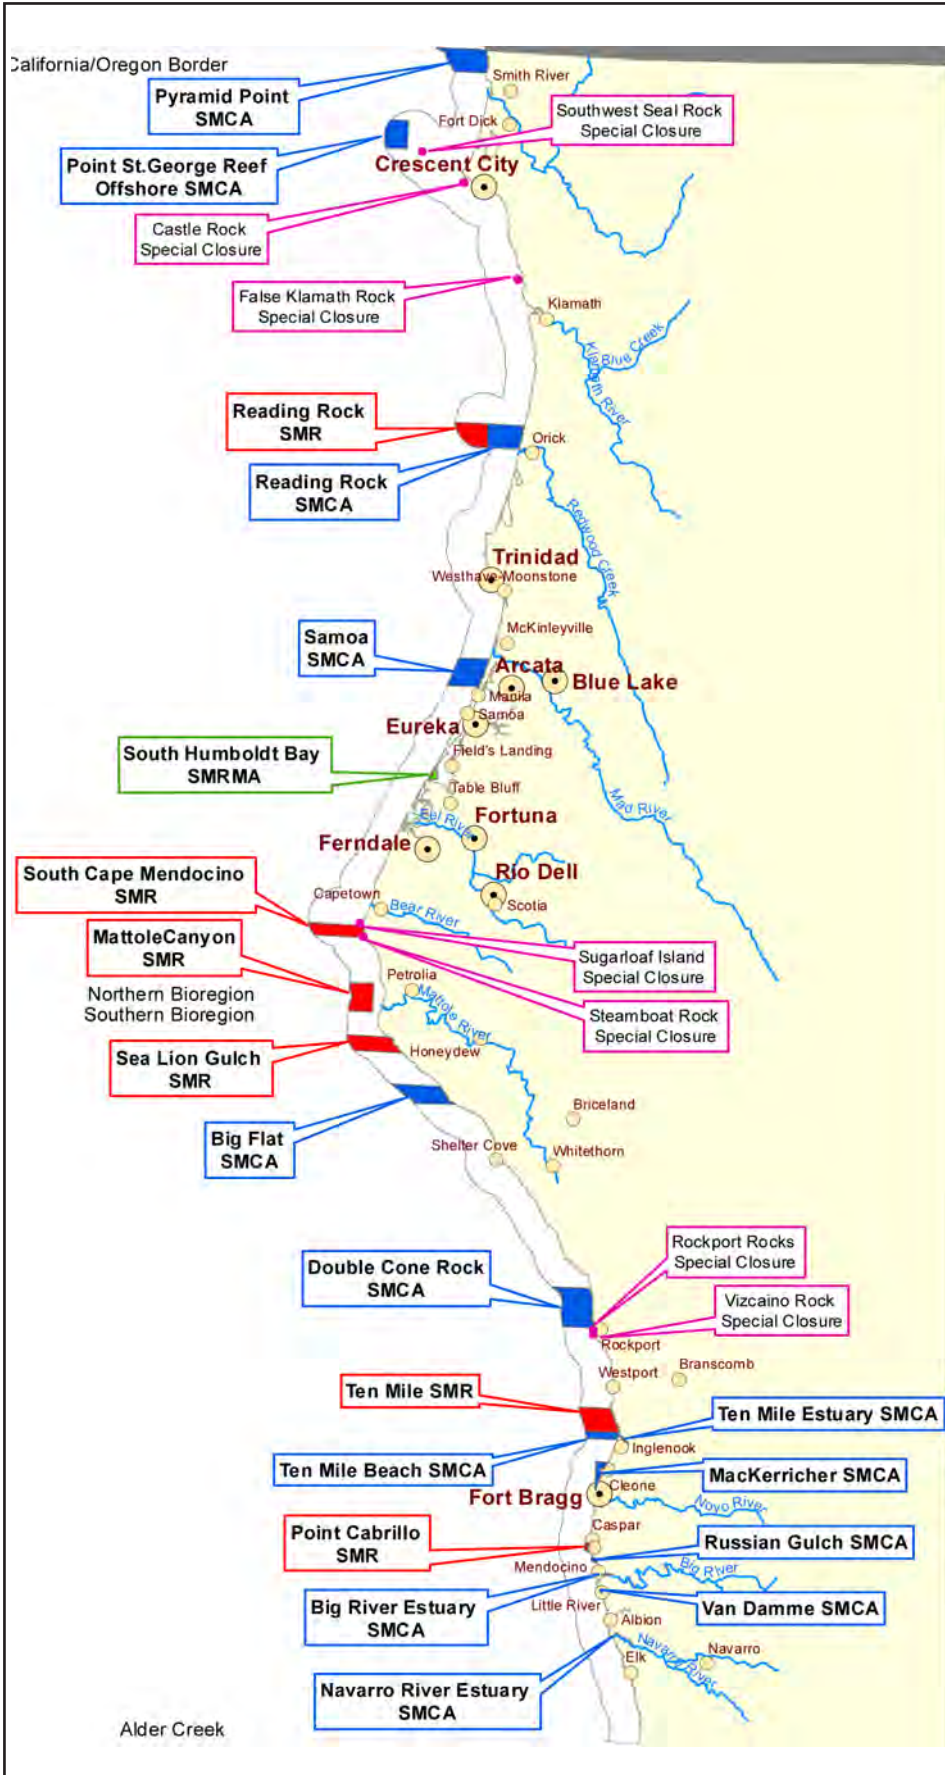 California/Oregon Border
Smith River
Pyramid Point
SMCA
Southwest Seal Rock
Special Closure
Fort Dick
Point St.George Reef
Offshore SMCA
Crescent City
Castle Rock
Special Closure
False Klamath Rock
Special Closure
Klamath
Blue Creek
Klamath River
Reading Rock
SMR
Orick
Reading Rock
SMCA
Redwood Creek
Trinidad
Westhave-Moonstone
McKinleyville
Samoa
SMCA
Arcata
Blue Lake
Manila
Samoa
Eureka
South Humboldt Bay
SMRMA
Field's Landing
Table Bluff
Mad River
Eel River
Fortuna
Ferndale
South Cape Mendocino
SMR
Rio Dell
Capetown
Scotia
Bear River
MattoleCanyon
SMR
Sugarloaf Island
Special Closure
Petrolia
Mattole River
Northern Bioregion
Southern Bioregion
Steamboat Rock
Special Closure
Sea Lion Gulch
SMR
Honeydew
Briceland
Big Flat
SMCA
Shelter Cove
Whitethorn
Rockport Rocks
Special Closure
Double Cone Rock
SMCA
Vizcaino Rock
Special Closure
Rockport
Branscomb
Westport
Ten Mile SMR
Ten Mile Estuary SMCA
Inglenook
Ten Mile Beach SMCA
MacKerricher SMCA
Cleone
Fort Bragg
Noyo River
Caspar
Point Cabrillo
SMR
Russian Gulch SMCA
Mendocino
Big River
Big River Estuary
SMCA
Little River
Van Damme SMCA
Albion
Navarro River
Navarro
Elk
Navarro River Estuary
SMCA
Alder Creek